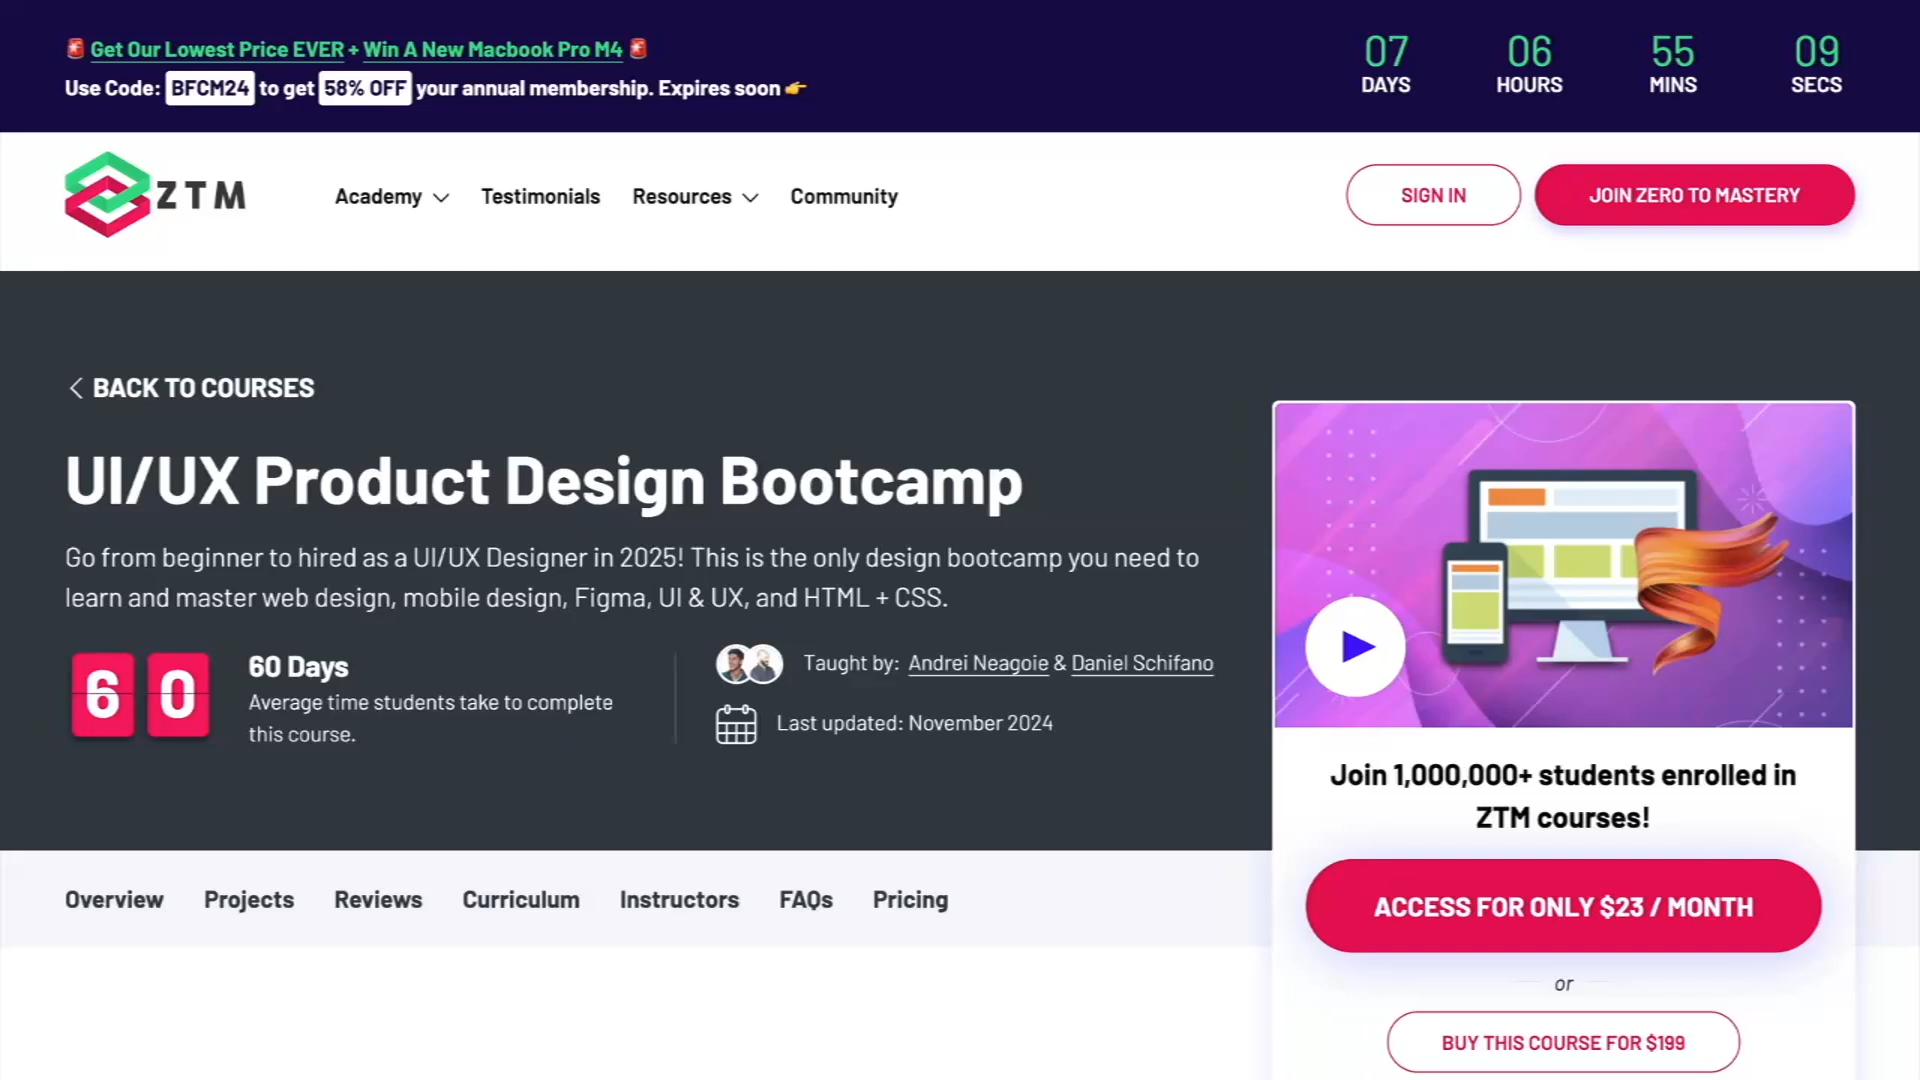 Get Our Lowest Price EVER + Win A New Macbook Pro M4
Use Code: BFCM24 to get 58% OFF your annual membership. Expires soon
07 06 55 09
DAYS HOURS MINS SECS
ZTM
Academy Testimonials Resources Community
SIGN IN
JOIN ZERO TO MASTERY
BACK TO COURSES
UI/UX Product Design Bootcamp
Go from beginner to hired as a UI/UX Designer in 2025! This is the only design bootcamp you need to
learn and master web design, mobile design, Figma, UI & UX, and HTML + CSS.
60
60 Days
Average time students take to complete
this course.
Taught by: Andrei Neagoie & Daniel Schifano
Last updated: November 2024
Join 1,000,000+ students enrolled in
ZTM courses!
Overview Projects Reviews Curriculum Instructors FAQs Pricing
ACCESS FOR ONLY $23 / MONTH
or
BUY THIS COURSE FOR $199